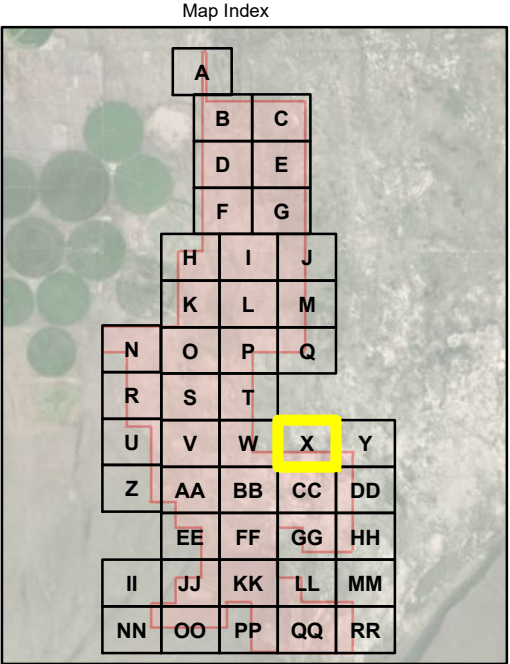 Map Index
A
B C
D E
F G
H I J
K L M
N O P Q
R S T
U V W X Y
Z AA BB CC DD
EE FF GG HH
II JJ KK LL MM
NN OO PP QQ RR